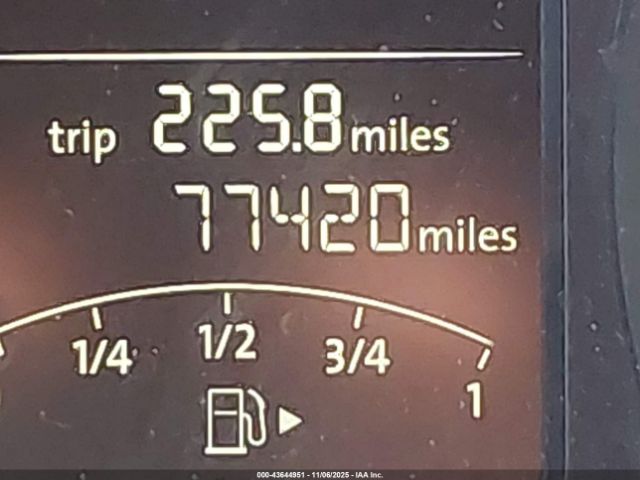 trip 225.8 miles
77420 miles
1/4 1/2 3/4 1
000-43644951 - 11/06/2025 - IAA Inc.